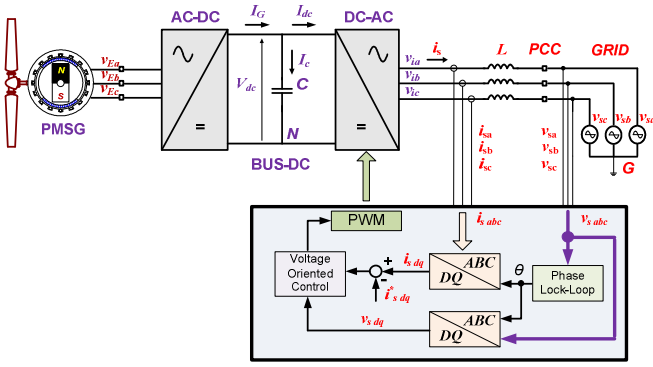 AC-DC
I_G
I_dc
DC-AC
i_s
L
PCC
GRID
v_Ea
v_Eb
v_Ec
N
S
PMSG
V_dc
I_c
C
N
BUS-DC
=
=
v_ia
v_ib
v_ic
i_sa
i_sb
i_sc
v_sa
v_sb
v_sc
v_sc
v_sb
v_sa
G
PWM
i_s abc
v_s abc
Voltage
Oriented
Control
+
-
i_s dq
i*_s dq
ABC
DQ
θ
Phase
Lock-Loop
v_s dq
ABC
DQ